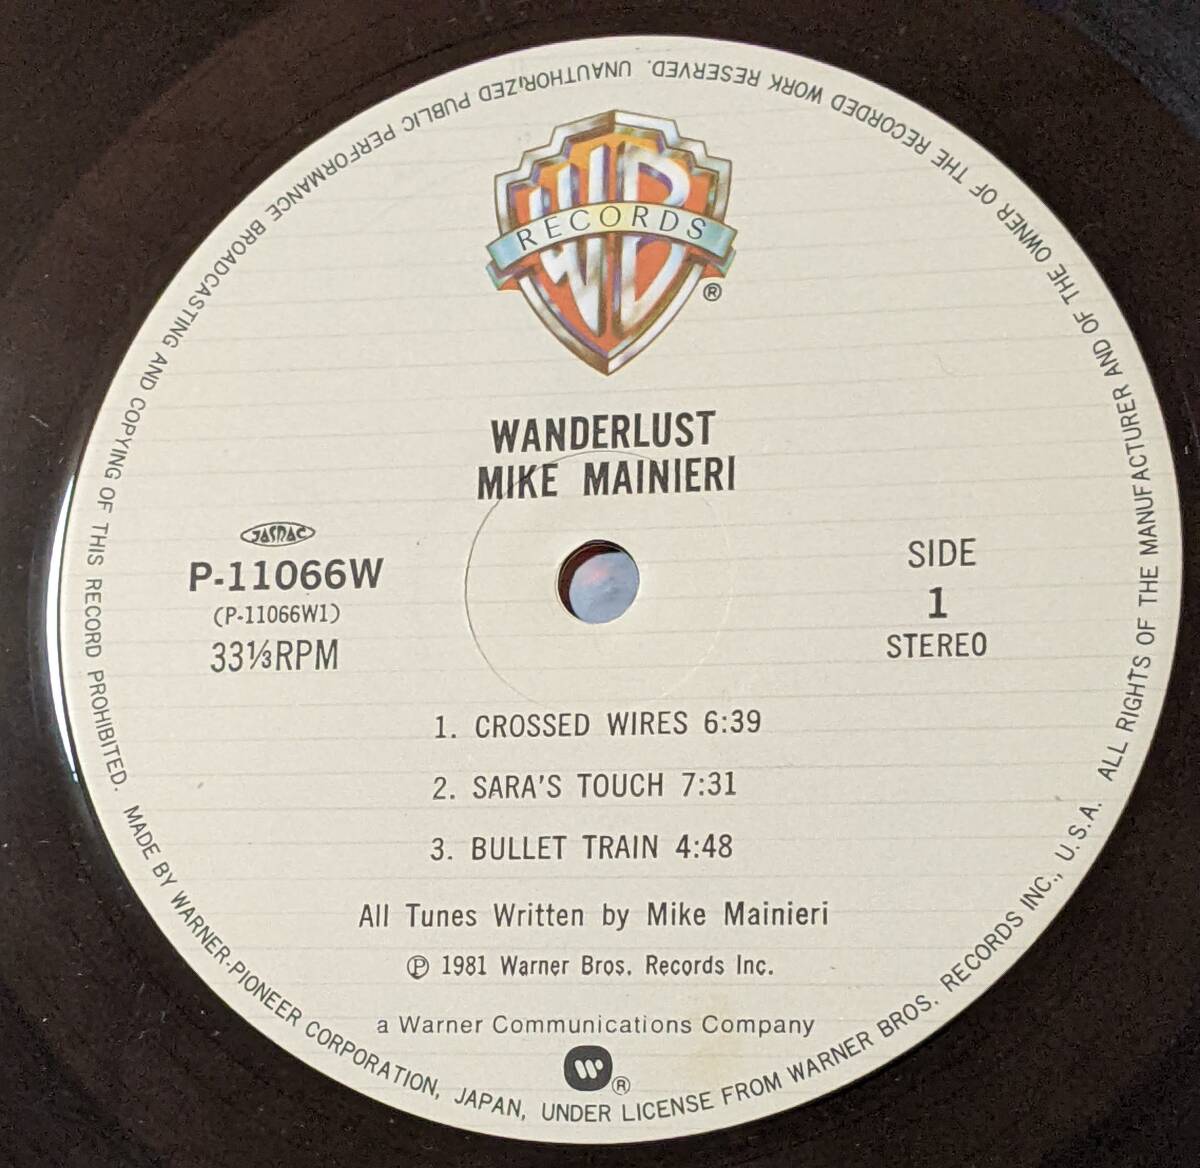 WB
RECORDS
®
WANDERLUST
MIKE MAINIERI
JASRAC
P-11066W
(P-11066W1)
33⅓RPM
SIDE
1
STEREO
1. CROSSED WIRES 6:39
2. SARA'S TOUCH 7:31
3. BULLET TRAIN 4:48
All Tunes Written by Mike Mainieri
℗ 1981 Warner Bros. Records Inc.
a Warner Communications Company
®
MADE BY WARNER-PIONEER CORPORATION, JAPAN, UNDER LICENSE FROM WARNER BROS. RECORDS INC., U.S.A. ALL RIGHTS OF THE MANUFACTURER AND OF THE OWNER OF THE RECORDED WORK RESERVED. UNAUTHORIZED PUBLIC PERFORMANCE BROADCASTING AND COPYING OF THIS RECORD PROHIBITED.